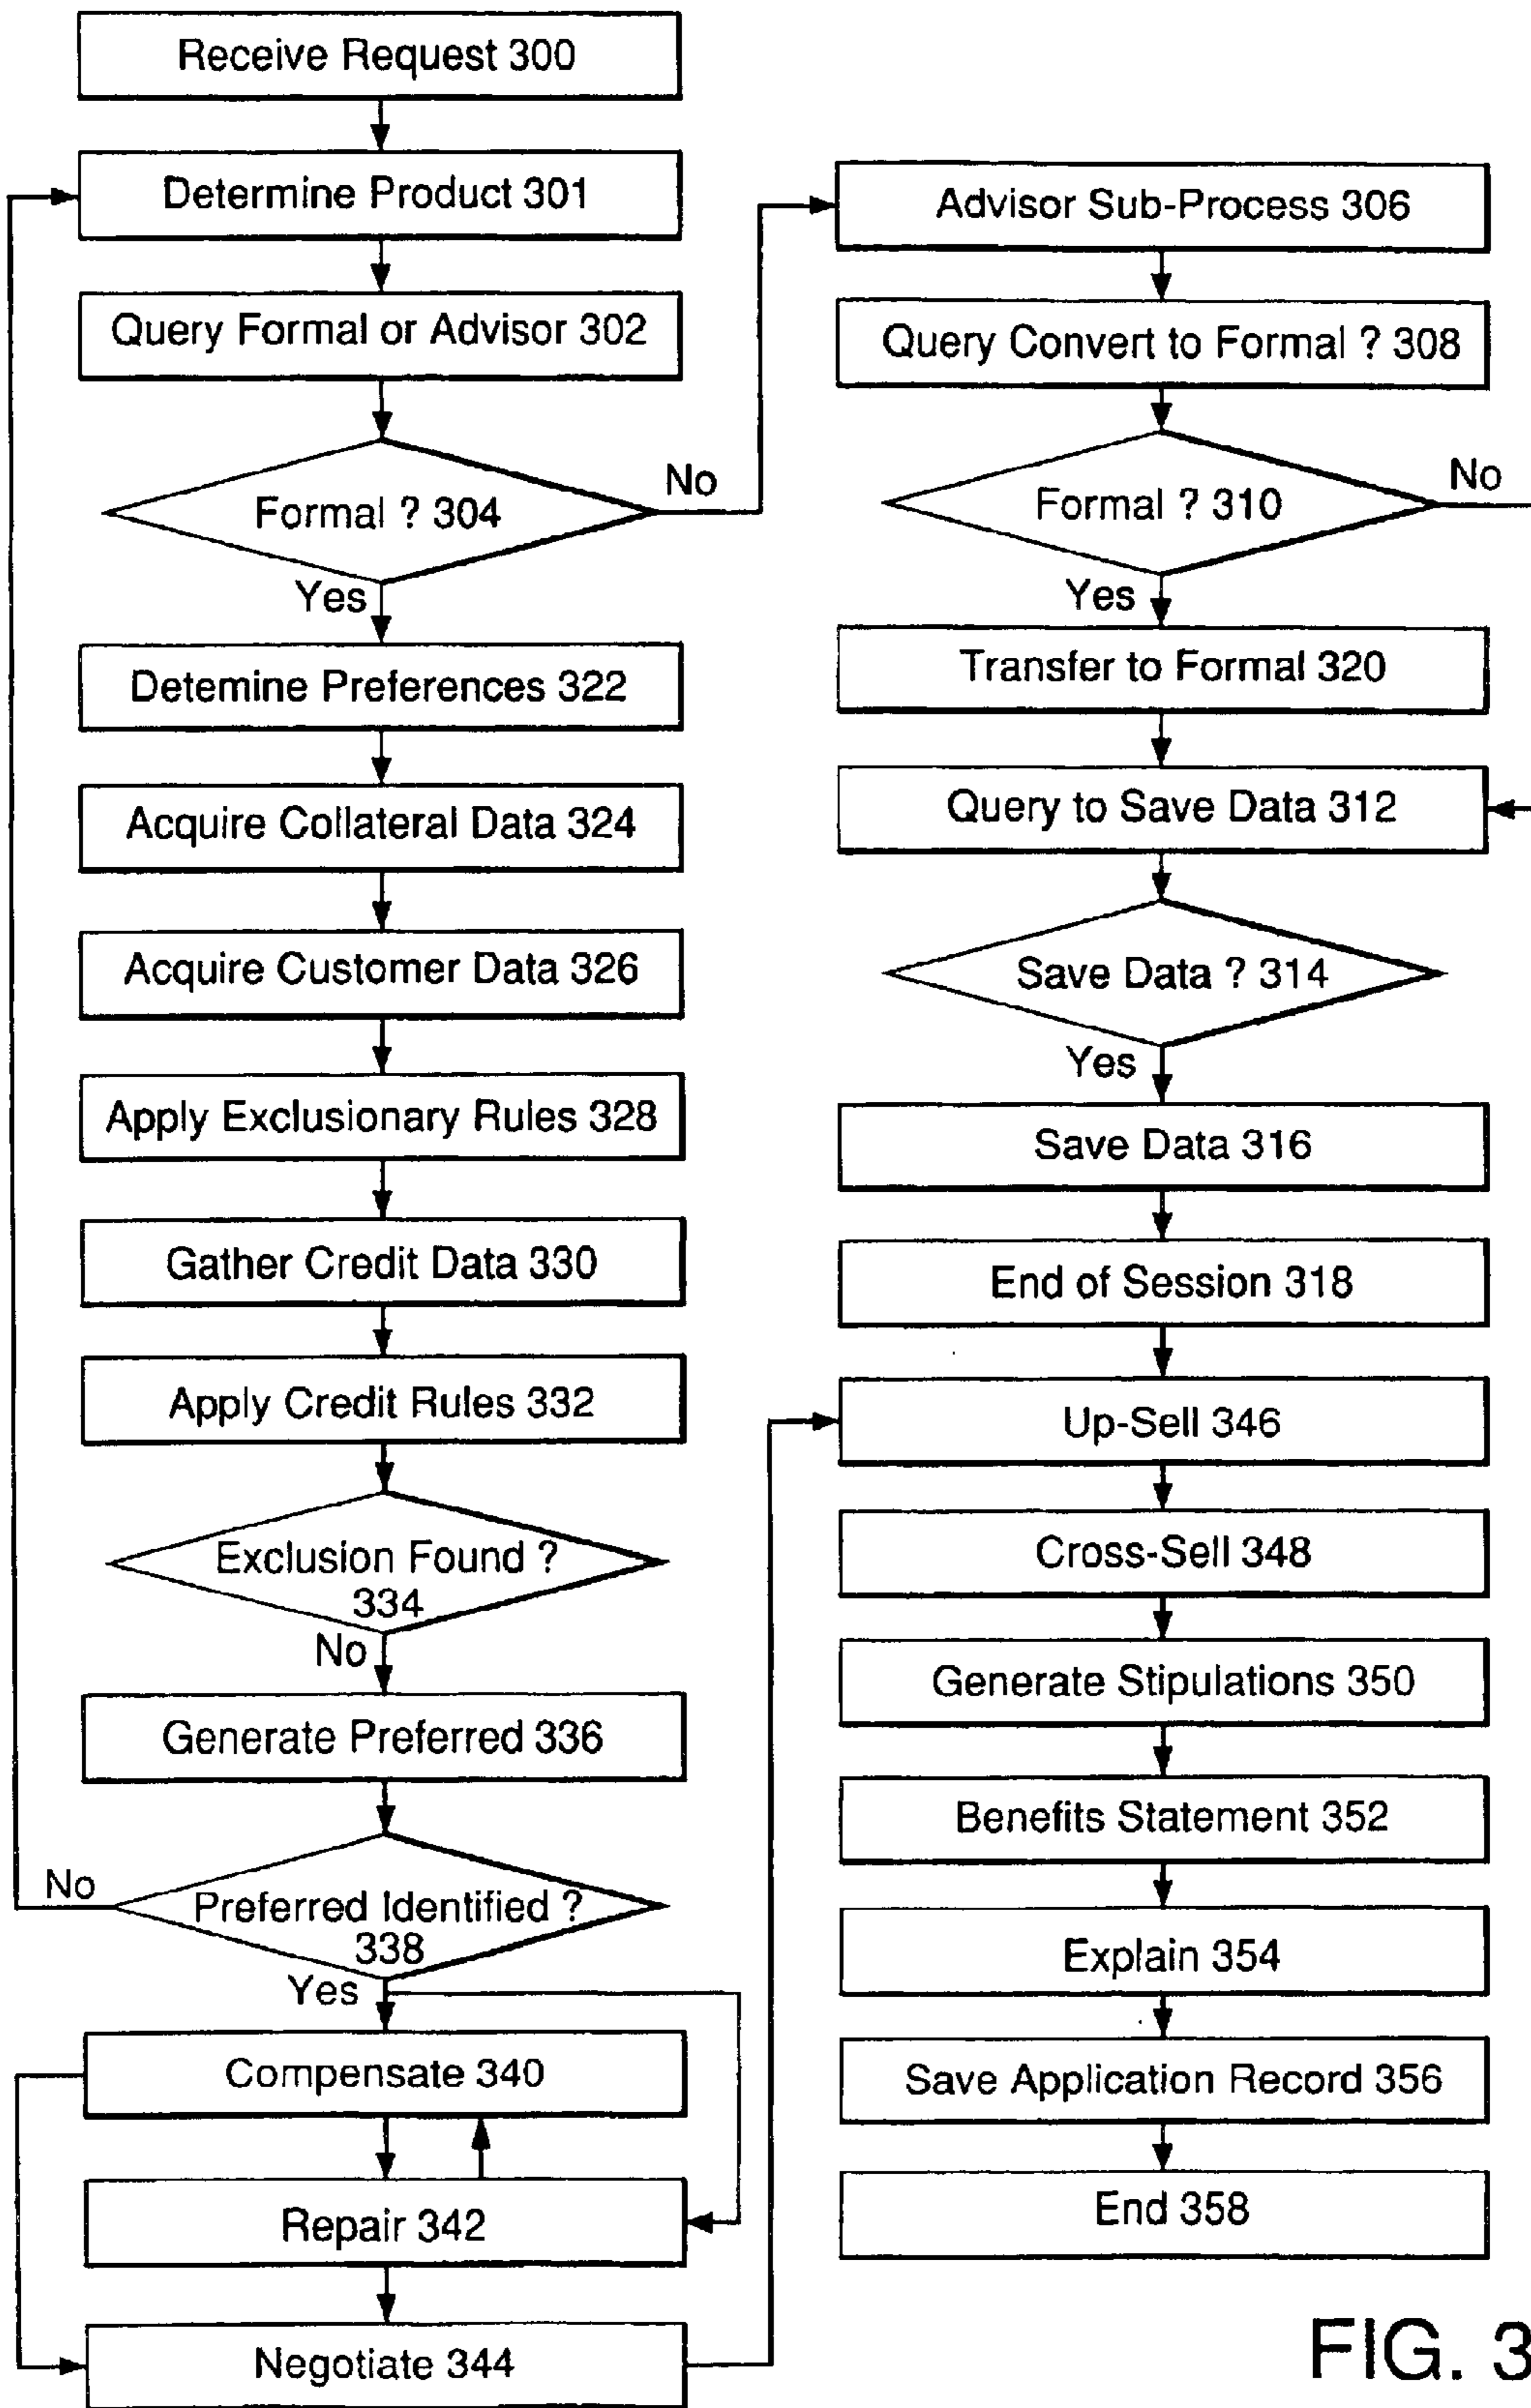 Receive Request 300
Determine Product 301
Query Formal or Advisor 302
Formal ? 304
No
Yes
Detemine Preferences 322
Acquire Collateral Data 324
Acquire Customer Data 326
Apply Exclusionary Rules 328
Gather Credit Data 330
Apply Credit Rules 332
Exclusion Found ?
334
No
Generate Preferred 336
No
Preferred Identified ?
338
Yes
Compensate 340
Repair 342
Negotiate 344
Advisor Sub-Process 306
Query Convert to Formal ? 308
Formal ? 310
No
Yes
Transfer to Formal 320
Query to Save Data 312
Save Data ? 314
Yes
Save Data 316
End of Session 318
Up-Sell 346
Cross-Sell 348
Generate Stipulations 350
Benefits Statement 352
Explain 354
Save Application Record 356
End 358
FIG. 3